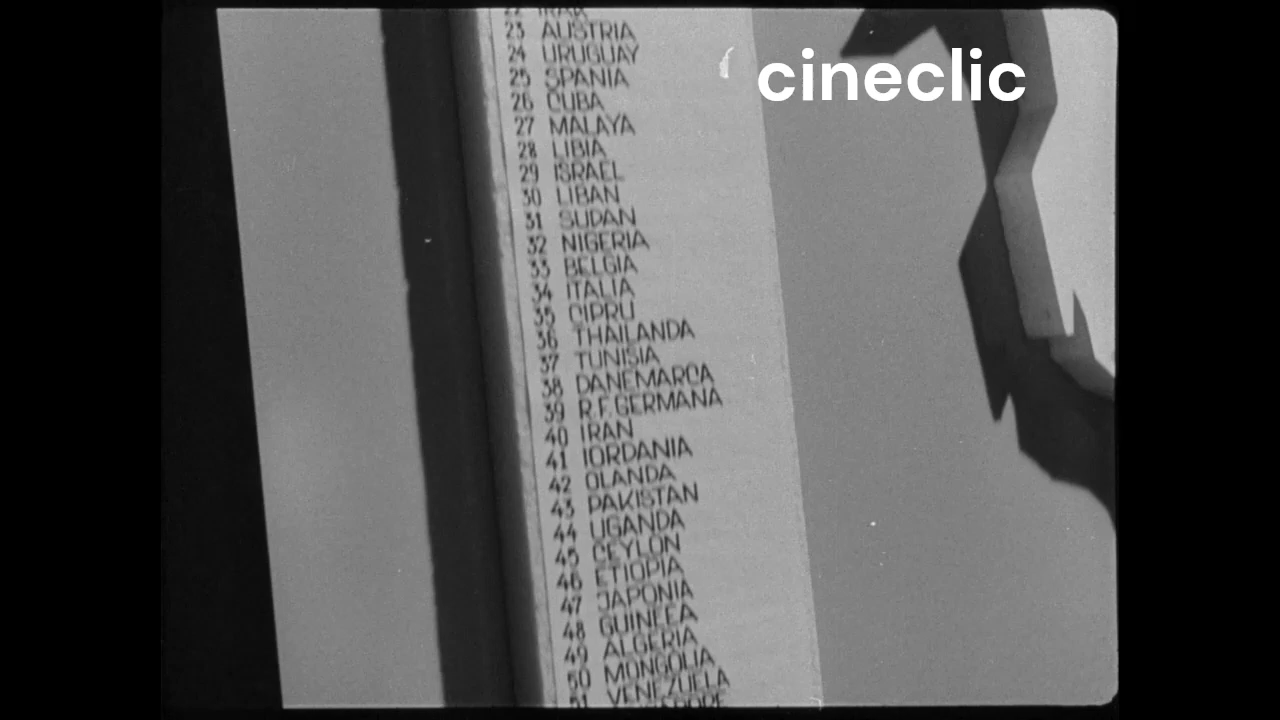 22 IRAK
23 AUSTRIA
24 URUGUAY
25 SPANIA
26 CUBA
27 MALAYA
28 LIBIA
29 ISRAEL
30 LIBAN
31 SUDAN
32 NIGERIA
33 BELGIA
34 ITALIA
35 CIPRU
36 THAILANDA
37 TUNISIA
38 DANEMARCA
39 R.F.GERMANA
40 IRAN
41 IORDANIA
42 OLANDA
43 PAKISTAN
44 UGANDA
45 CEYLON
46 ETIOPIA
47 JAPONIA
48 GUINEEA
49 ALGERIA
50 MONGOLIA
51 VENEZUELA
cineclic